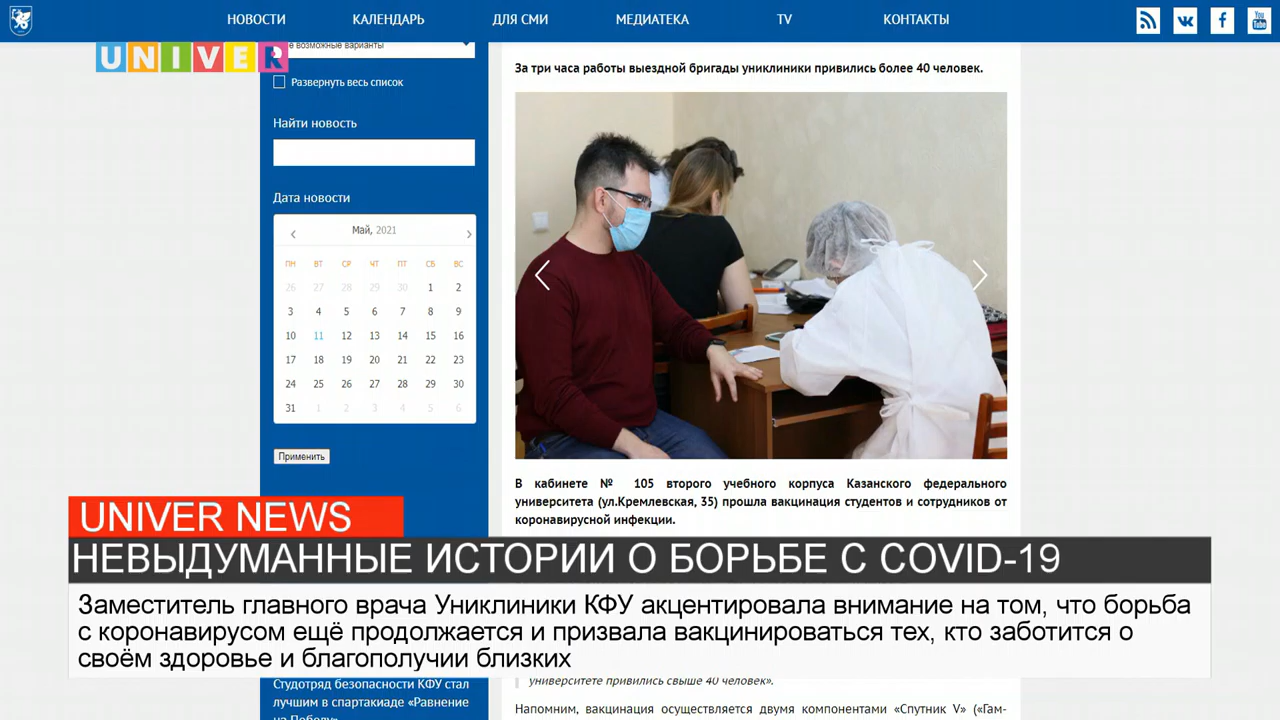 НОВОСТИ КАЛЕНДАРЬ ДЛЯ СМИ МЕДИАТЕКА TV КОНТАКТЫ
You Tube
UNIVER
возможные варианты
Развернуть весь список
Найти новость
Дата новости
Май, 2021
ПН ВТ СР ЧТ ПТ СБ ВС
26 27 28 29 30 1 2
3 4 5 6 7 8 9
10 11 12 13 14 15 16
17 18 19 20 21 22 23
24 25 26 27 28 29 30
31 1 2 3 4 5 6
Применить
За три часа работы выездной бригады униклиники привились более 40 человек.
В кабинете № 105 второго учебного корпуса Казанского федерального
университета (ул.Кремлевская, 35) прошла вакцинация студентов и сотрудников от
коронавирусной инфекции.
UNIVER NEWS
НЕВЫДУМАННЫЕ ИСТОРИИ О БОРЬБЕ С COVID-19
Заместитель главного врача Униклиники КФУ акцентировала внимание на том, что борьба
с коронавирусом ещё продолжается и призвала вакцинироваться тех, кто заботится о
своём здоровье и благополучии близких
Студотряд безопасности КФУ стал
лучшим в спартакиаде «Равнение
на Победу»
университете привились свыше 40 человек».
Напомним, вакцинация осуществляется двумя компонентами «Спутник V» («Гам-